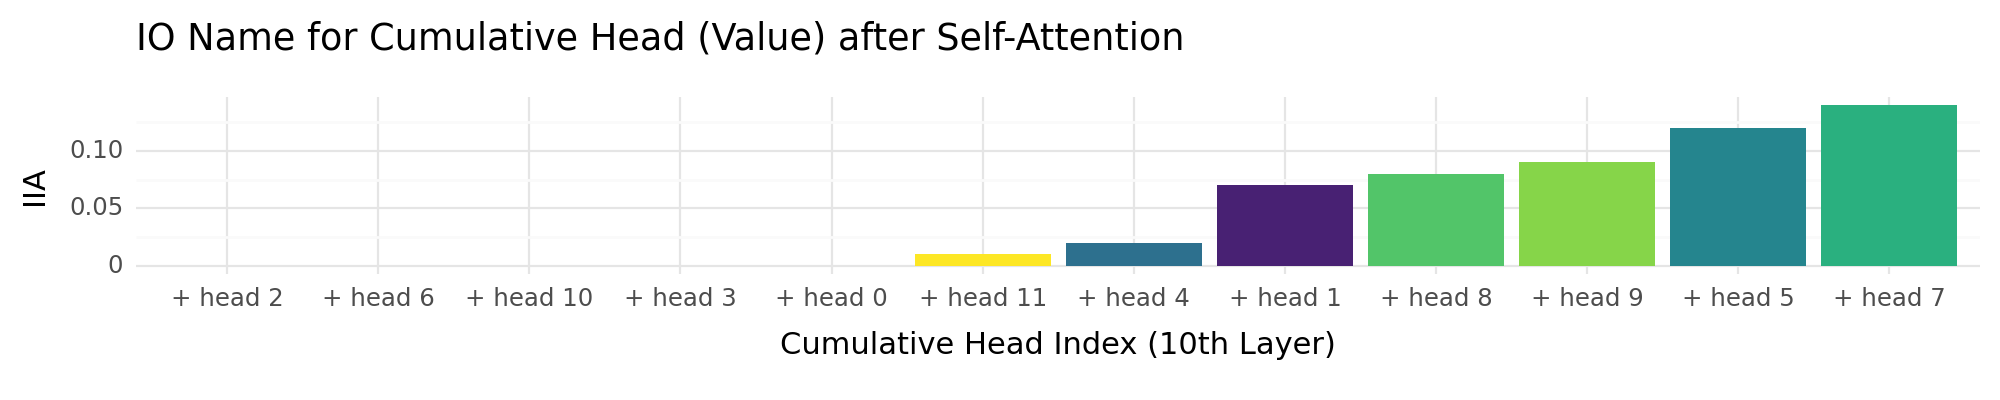 IO Name for Cumulative Head (Value) after Self-Attention
IIA
0.10
0.05
0
+ head 2 + head 6 + head 10 + head 3 + head 0 + head 11 + head 4 + head 1 + head 8 + head 9 + head 5 + head 7
Cumulative Head Index (10th Layer)